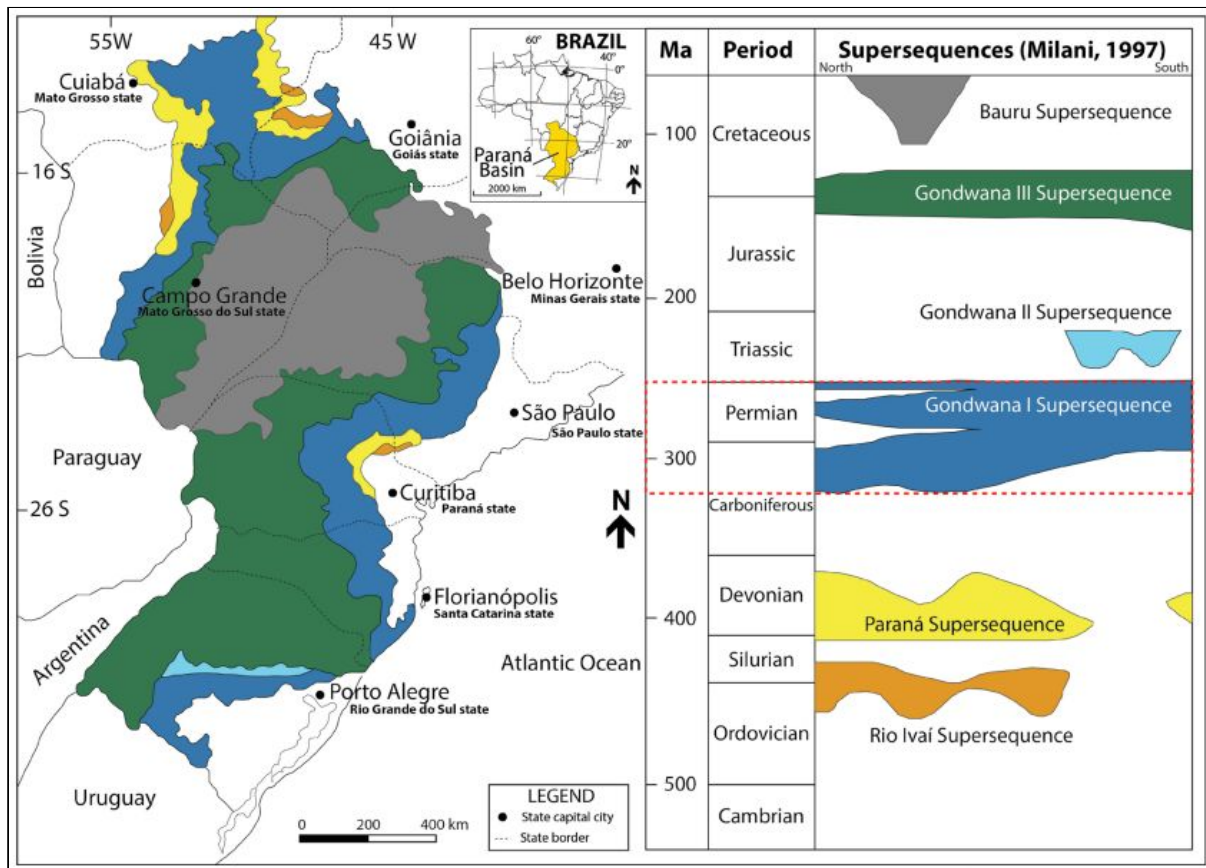 55W
45W
Cuiabá
Mato Grosso state
Goiânia
Goiás state
16 S
Bolivia
Campo Grande
Mato Grosso do Sul state
Belo Horizonte
Minas Gerais state
São Paulo
São Paulo state
Paraguay
Curitiba
Paraná state
26 S
N
Florianópolis
Santa Catarina state
Argentina
Atlantic Ocean
Porto Alegre
Rio Grande do Sul state
Uruguay
0 200 400 km
LEGEND
State capital city
State border
BRAZIL
60°
40°
0°
20°
Paraná
Basin
2000 km
N
Ma
Period
Supersequences (Milani, 1997)
North
South
100
200
300
400
500
Cretaceous
Jurassic
Triassic
Permian
Carboniferous
Devonian
Silurian
Ordovician
Cambrian
Bauru Supersequence
Gondwana III Supersequence
Gondwana II Supersequence
Gondwana I Supersequence
Paraná Supersequence
Rio Ivaí Supersequence